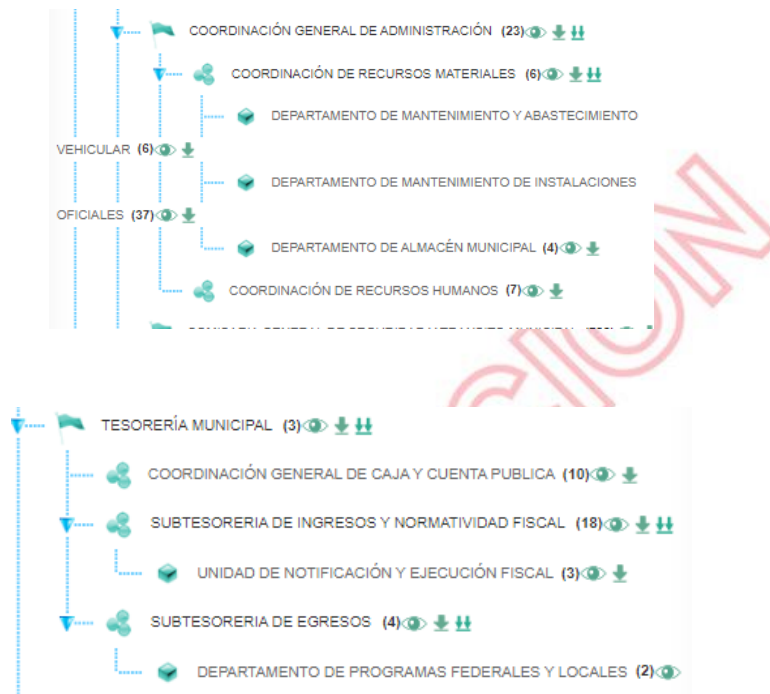 COORDINACIÓN GENERAL DE ADMINISTRACIÓN (23)
COORDINACIÓN DE RECURSOS MATERIALES (6)
DEPARTAMENTO DE MANTENIMIENTO Y ABASTECIMIENTO
VEHICULAR (6)
DEPARTAMENTO DE MANTENIMIENTO DE INSTALACIONES
OFICIALES (37)
DEPARTAMENTO DE ALMACÉN MUNICIPAL (4)
COORDINACIÓN DE RECURSOS HUMANOS (7)
TESORERÍA MUNICIPAL (3)
COORDINACIÓN GENERAL DE CAJA Y CUENTA PUBLICA (10)
SUBTESORERIA DE INGRESOS Y NORMATIVIDAD FISCAL (18)
UNIDAD DE NOTIFICACIÓN Y EJECUCIÓN FISCAL (3)
SUBTESORERIA DE EGRESOS (4)
DEPARTAMENTO DE PROGRAMAS FEDERALES Y LOCALES (2)